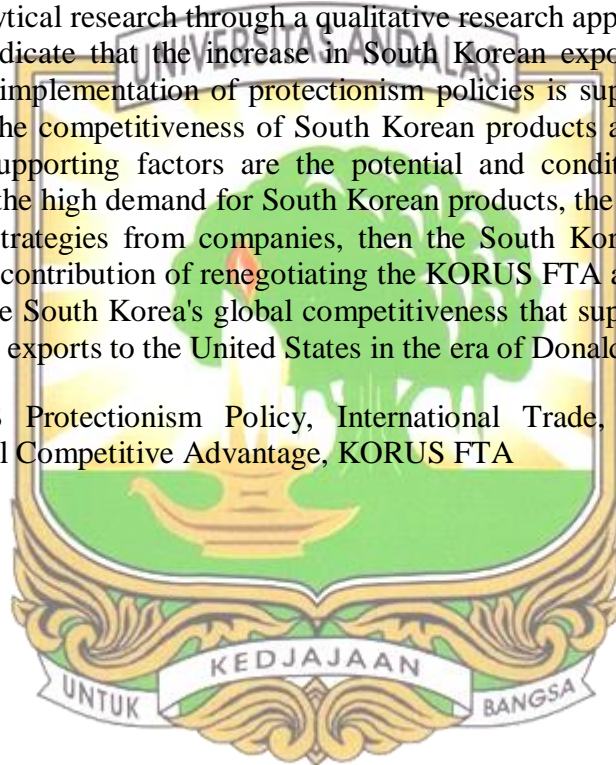 ytical research through a qualitative research app
dicate that the increase in South Korean expo
UNIVERSITAS ANDALAS
implementation of protectionism policies is sup
he competitiveness of South Korean products a
upporting factors are the potential and condit
the high demand for South Korean products, the
trategies from companies, then the South Kor
contribution of renegotiating the KORUS FTA a
e South Korea's global competitiveness that sup
exports to the United States in the era of Donald
Protectionism Policy, International Trade,
l Competitive Advantage, KORUS FTA
UNTUK KEDJAJAAN BANGSA